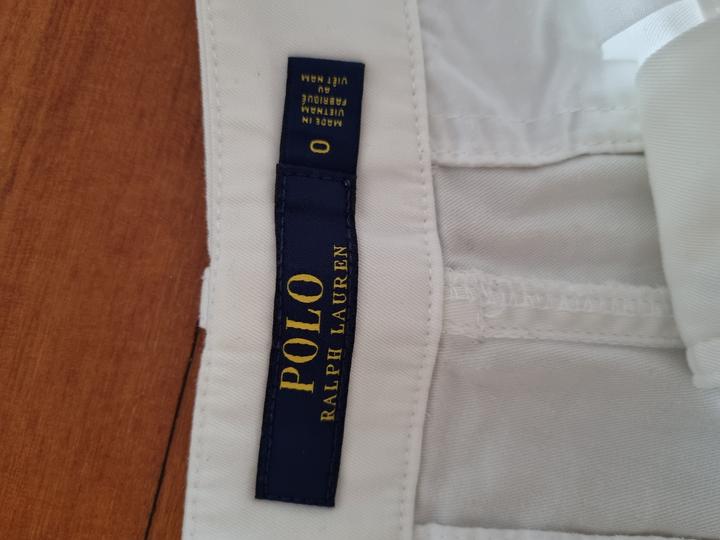 POLO
RALPH LAUREN
0
MADE IN
VIETNAM
FABRIQUÉ
AU
VIÊT NAM